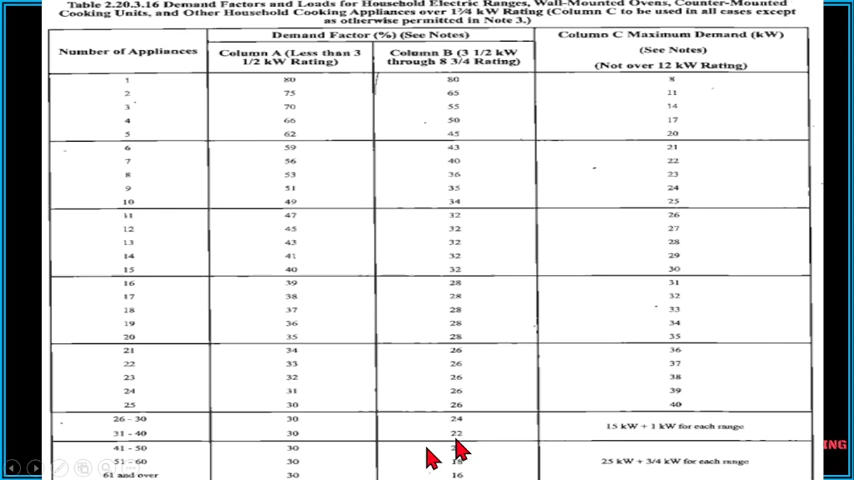 Table 2.20.3.16 Demand Factors and Loads for Household Electric Ranges, Wall-Mounted Ovens, Counter-Mounted
Cooking Units, and Other Household Cooking Appliances over 1¾ kW Rating (Column C to be used in all cases except
as otherwise permitted in Note 3.)
Demand Factor (%) (See Notes)
Column C Maximum Demand (kW)
(See Notes)
(Not over 12 kW Rating)
Number of Appliances
Column A (Less than 3
1/2 kW Rating)
Column B (3 1/2 kW
through 8 3/4 Rating)
1 80 80 8
2 75 65 11
3 70 55 14
4 66 50 17
5 62 45 20
6 59 43 21
7 56 40 22
8 53 36 23
9 51 35 24
10 49 34 25
11 47 32 26
12 45 32 27
13 43 32 28
14 41 32 29
15 40 32 30
16 39 28 31
17 38 28 32
18 37 28 33
19 36 28 34
20 35 28 35
21 34 26 36
22 33 26 37
23 32 26 38
24 31 26 39
25 30 26 40
26 - 30 30 24
15 kW + 1 kW for each range
31 - 40 30 22
41 - 50 30
51 - 60 30
25 kW + 3/4 kW for each range
61 and over 30 16
ING